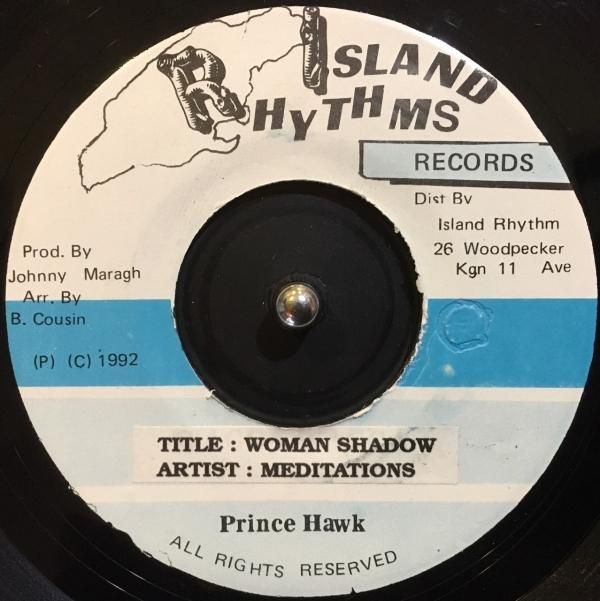 ISLAND
RHYTHMS
RECORDS
Dist By
Island Rhythm
26 Woodpecker
Kgn 11 Ave
Prod. By
Johnny Maragh
Arr. By
B. Cousin
(P) (C) 1992
TITLE : WOMAN SHADOW
ARTIST : MEDITATIONS
Prince Hawk
ALL RIGHTS RESERVED